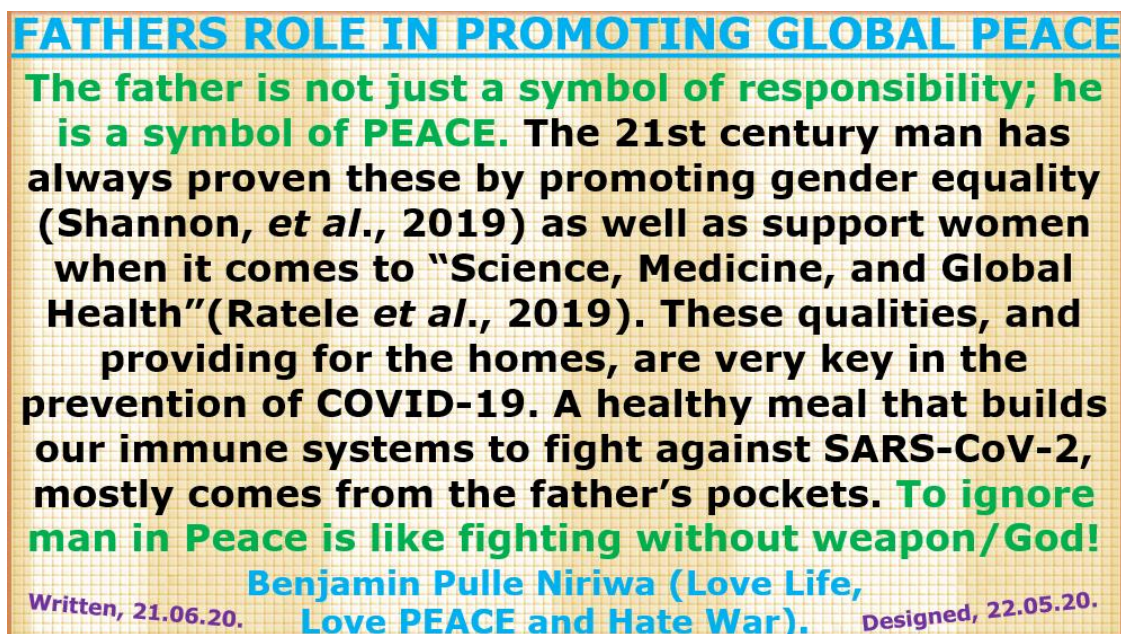 FATHERS ROLE IN PROMOTING GLOBAL PEACE
The father is not just a symbol of responsibility; he
is a symbol of PEACE. The 21st century man has
always proven these by promoting gender equality
(Shannon, et al., 2019) as well as support women
when it comes to “Science, Medicine, and Global
Health”(Ratele et al., 2019). These qualities, and
providing for the homes, are very key in the
prevention of COVID-19. A healthy meal that builds
our immune systems to fight against SARS-CoV-2,
mostly comes from the father’s pockets. To ignore
man in Peace is like fighting without weapon/God!
Benjamin Pulle Niriwa (Love Life,
Love PEACE and Hate War).
Written, 21.06.20.
Designed, 22.05.20.